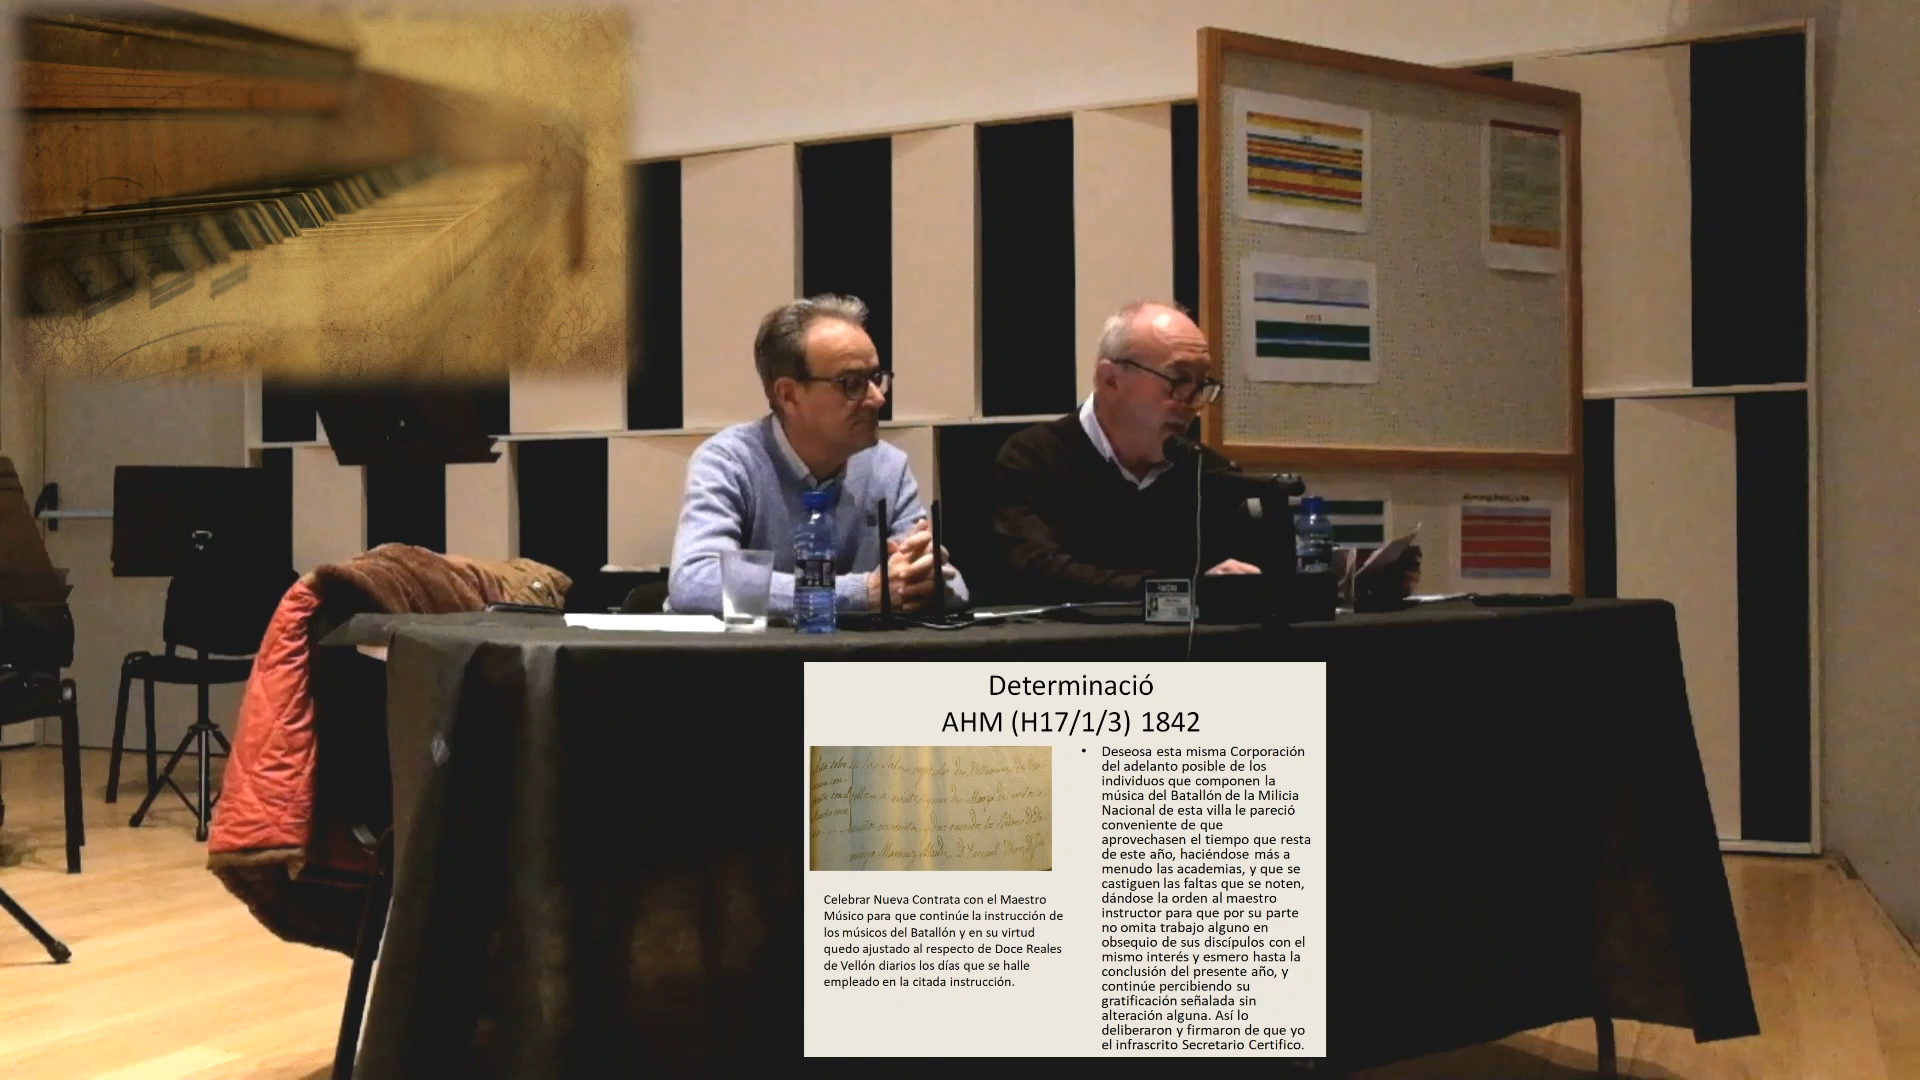 Determinació
AHM (H17/1/3) 1842
Celebrar Nueva Contrata con el Maestro
Músico para que continúe la instrucción de
los músicos del Batallón y en su virtud
quedo ajustado al respecto de Doce Reales
de Vellón diarios los días que se halle
empleado en la citada instrucción.
• Deseosa esta misma Corporación
del adelanto posible de los
individuos que componen la
música del Batallón de la Milicia
Nacional de esta villa le pareció
conveniente de que
aprovechasen el tiempo que resta
de este año, haciéndose más a
menudo las academias, y que se
castiguen las faltas que se noten,
dándose la orden al maestro
instructor para que por su parte
no omita trabajo alguno en
obsequio de sus discípulos con el
mismo interés y esmero hasta la
conclusión del presente año, y
continúe percibiendo su
gratificación señalada sin
alteración alguna. Así lo
deliberaron y firmaron de que yo
el infrascrito Secretario Certifico.